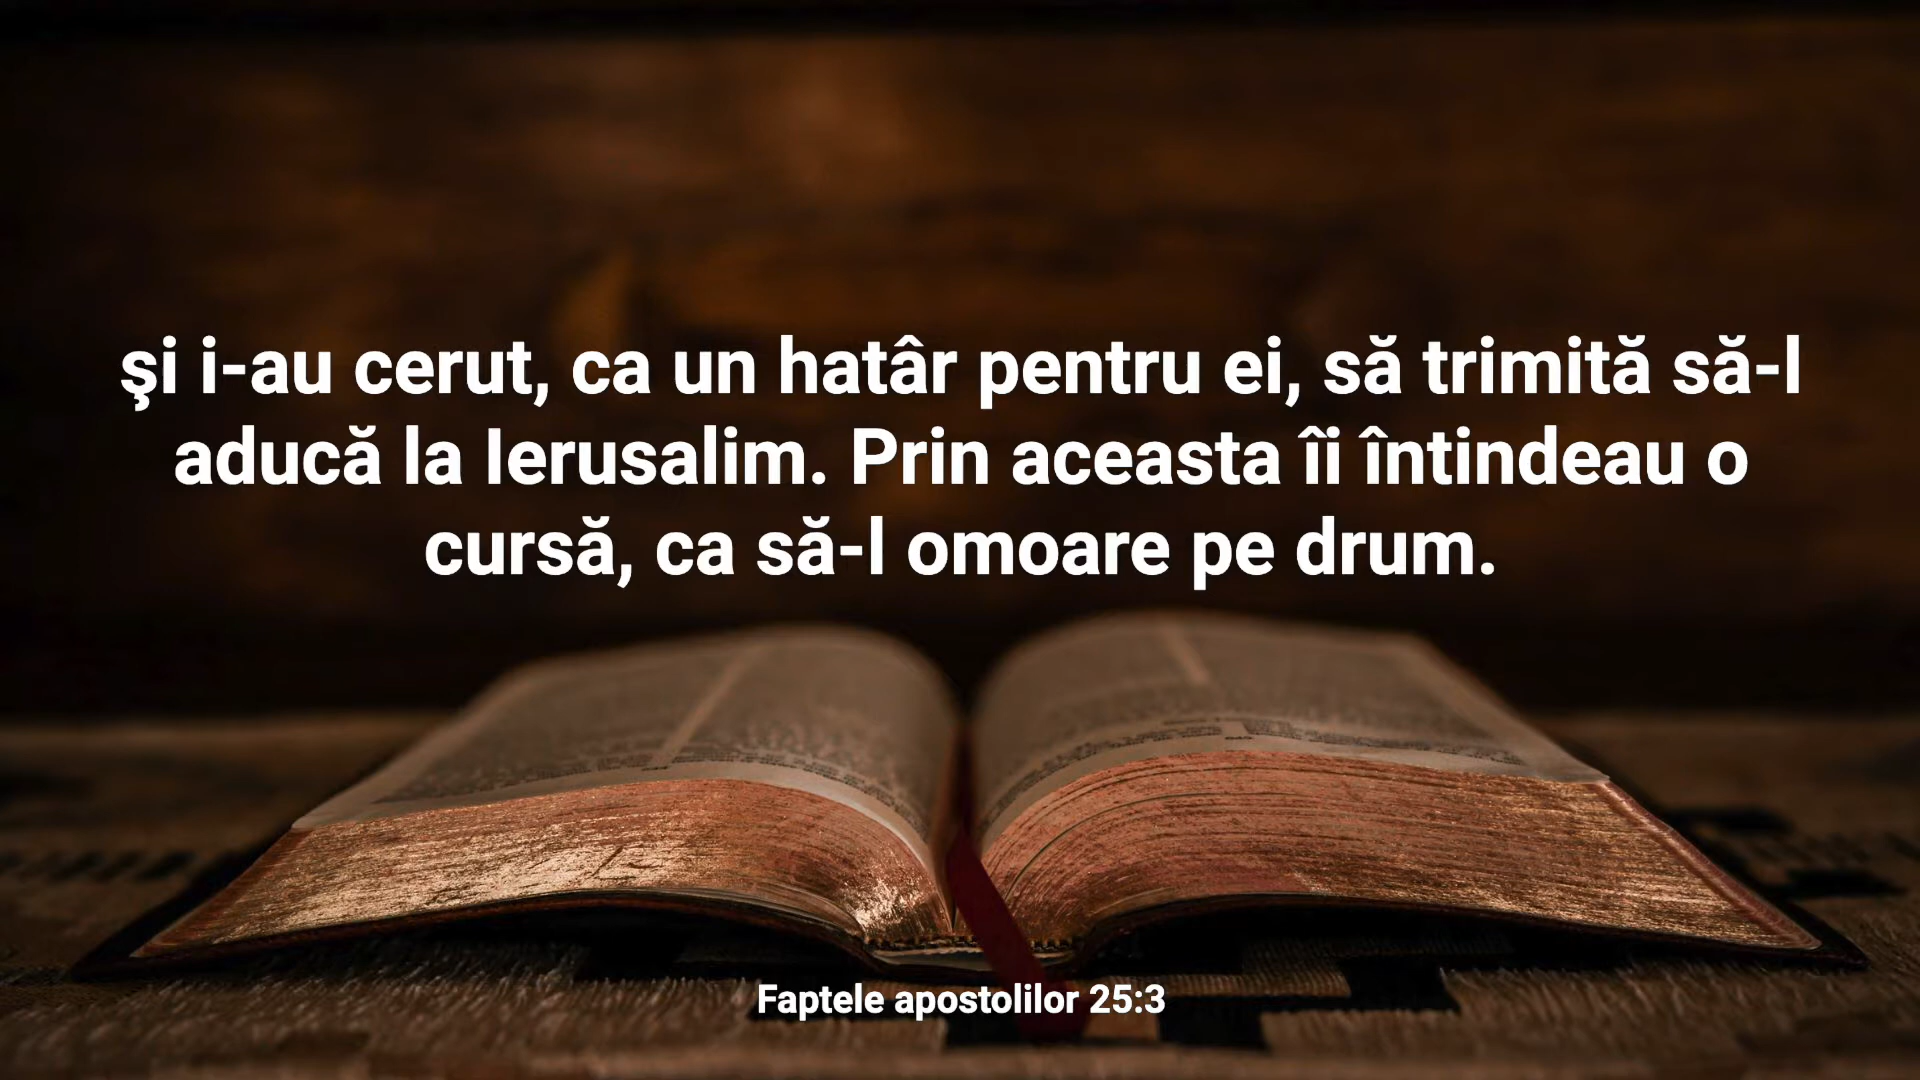 şi i-au cerut, ca un hatâr pentru ei, să trimită să-l
aducă la Ierusalim. Prin aceasta îi întindeau o
cursă, ca să-l omoare pe drum.
Faptele apostolilor 25:3